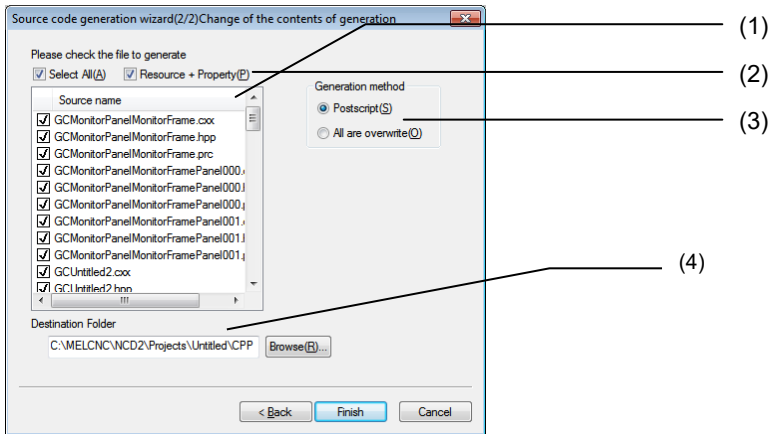 Source code generation wizard(2/2)Change of the contents of generation
(1)
Please check the file to generate
Select All(A) Resource + Property(P)
(2)
Source name
Generation method
Postscript(S)
All are overwrite(O)
(3)
GCMonitorPanelMonitorFrame.cxx
GCMonitorPanelMonitorFrame.hpp
GCMonitorPanelMonitorFrame.prc
GCMonitorPanelMonitorFramePanel000.
GCMonitorPanelMonitorFramePanel000.
GCMonitorPanelMonitorFramePanel000.
GCMonitorPanelMonitorFramePanel001.
GCMonitorPanelMonitorFramePanel001.
GCMonitorPanelMonitorFramePanel001.
GCUntitled2.cxx
GCUntitled2.hpp
(4)
Destination Folder
C:\MELCNC\NCD2\Projects\Untitled\CPP Browse(R)...
< Back Finish Cancel